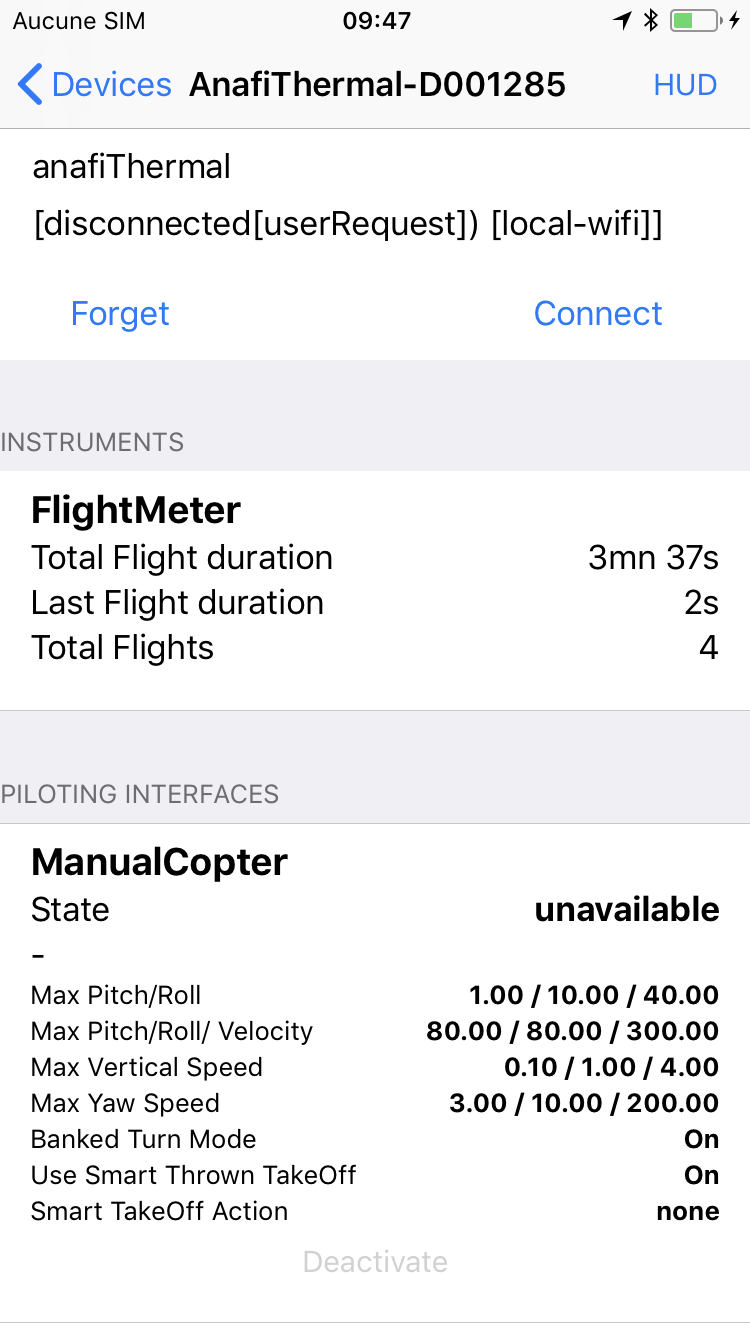 Aucune SIM 09:47
Devices AnafiThermal-D001285 HUD
anafiThermal
[disconnected[userRequest]) [local-wifi]]
Forget Connect
INSTRUMENTS
FlightMeter
Total Flight duration 3mn 37s
Last Flight duration 2s
Total Flights 4
PILOTING INTERFACES
ManualCopter
State unavailable
-
Max Pitch/Roll 1.00 / 10.00 / 40.00
Max Pitch/Roll/ Velocity 80.00 / 80.00 / 300.00
Max Vertical Speed 0.10 / 1.00 / 4.00
Max Yaw Speed 3.00 / 10.00 / 200.00
Banked Turn Mode On
Use Smart Thrown TakeOff On
Smart TakeOff Action none
Deactivate